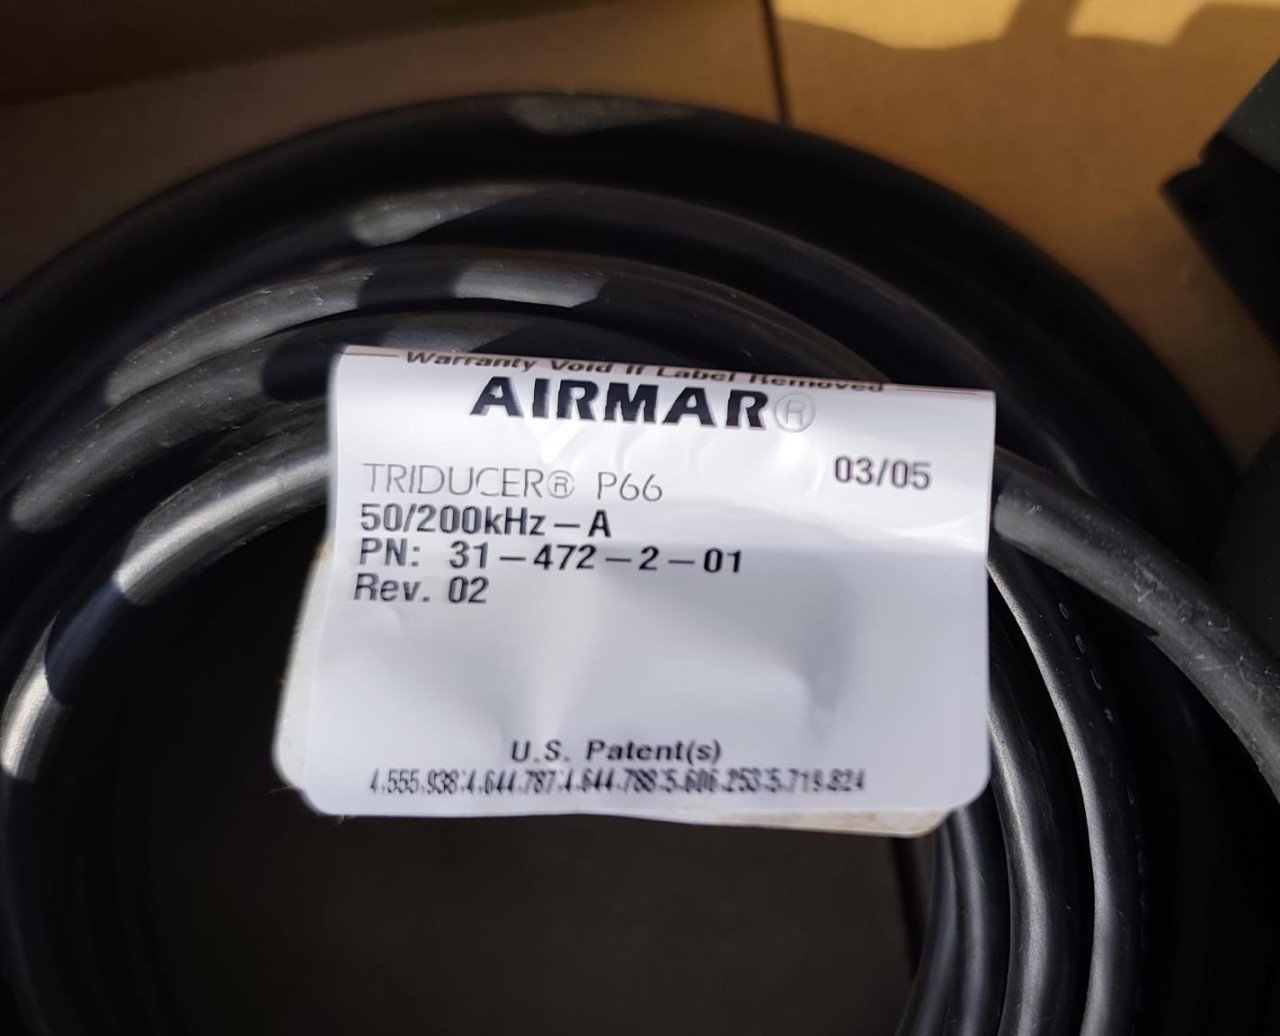 Warranty Void If Label Removed
AIRMAR®
03/05
TRIDUCER® P66
50/200kHz-A
PN: 31-472-2-01
Rev. 02
U.S. Patent(s)
4,555,938;4,644,787;4,644,788;5,606,253;5,719,824